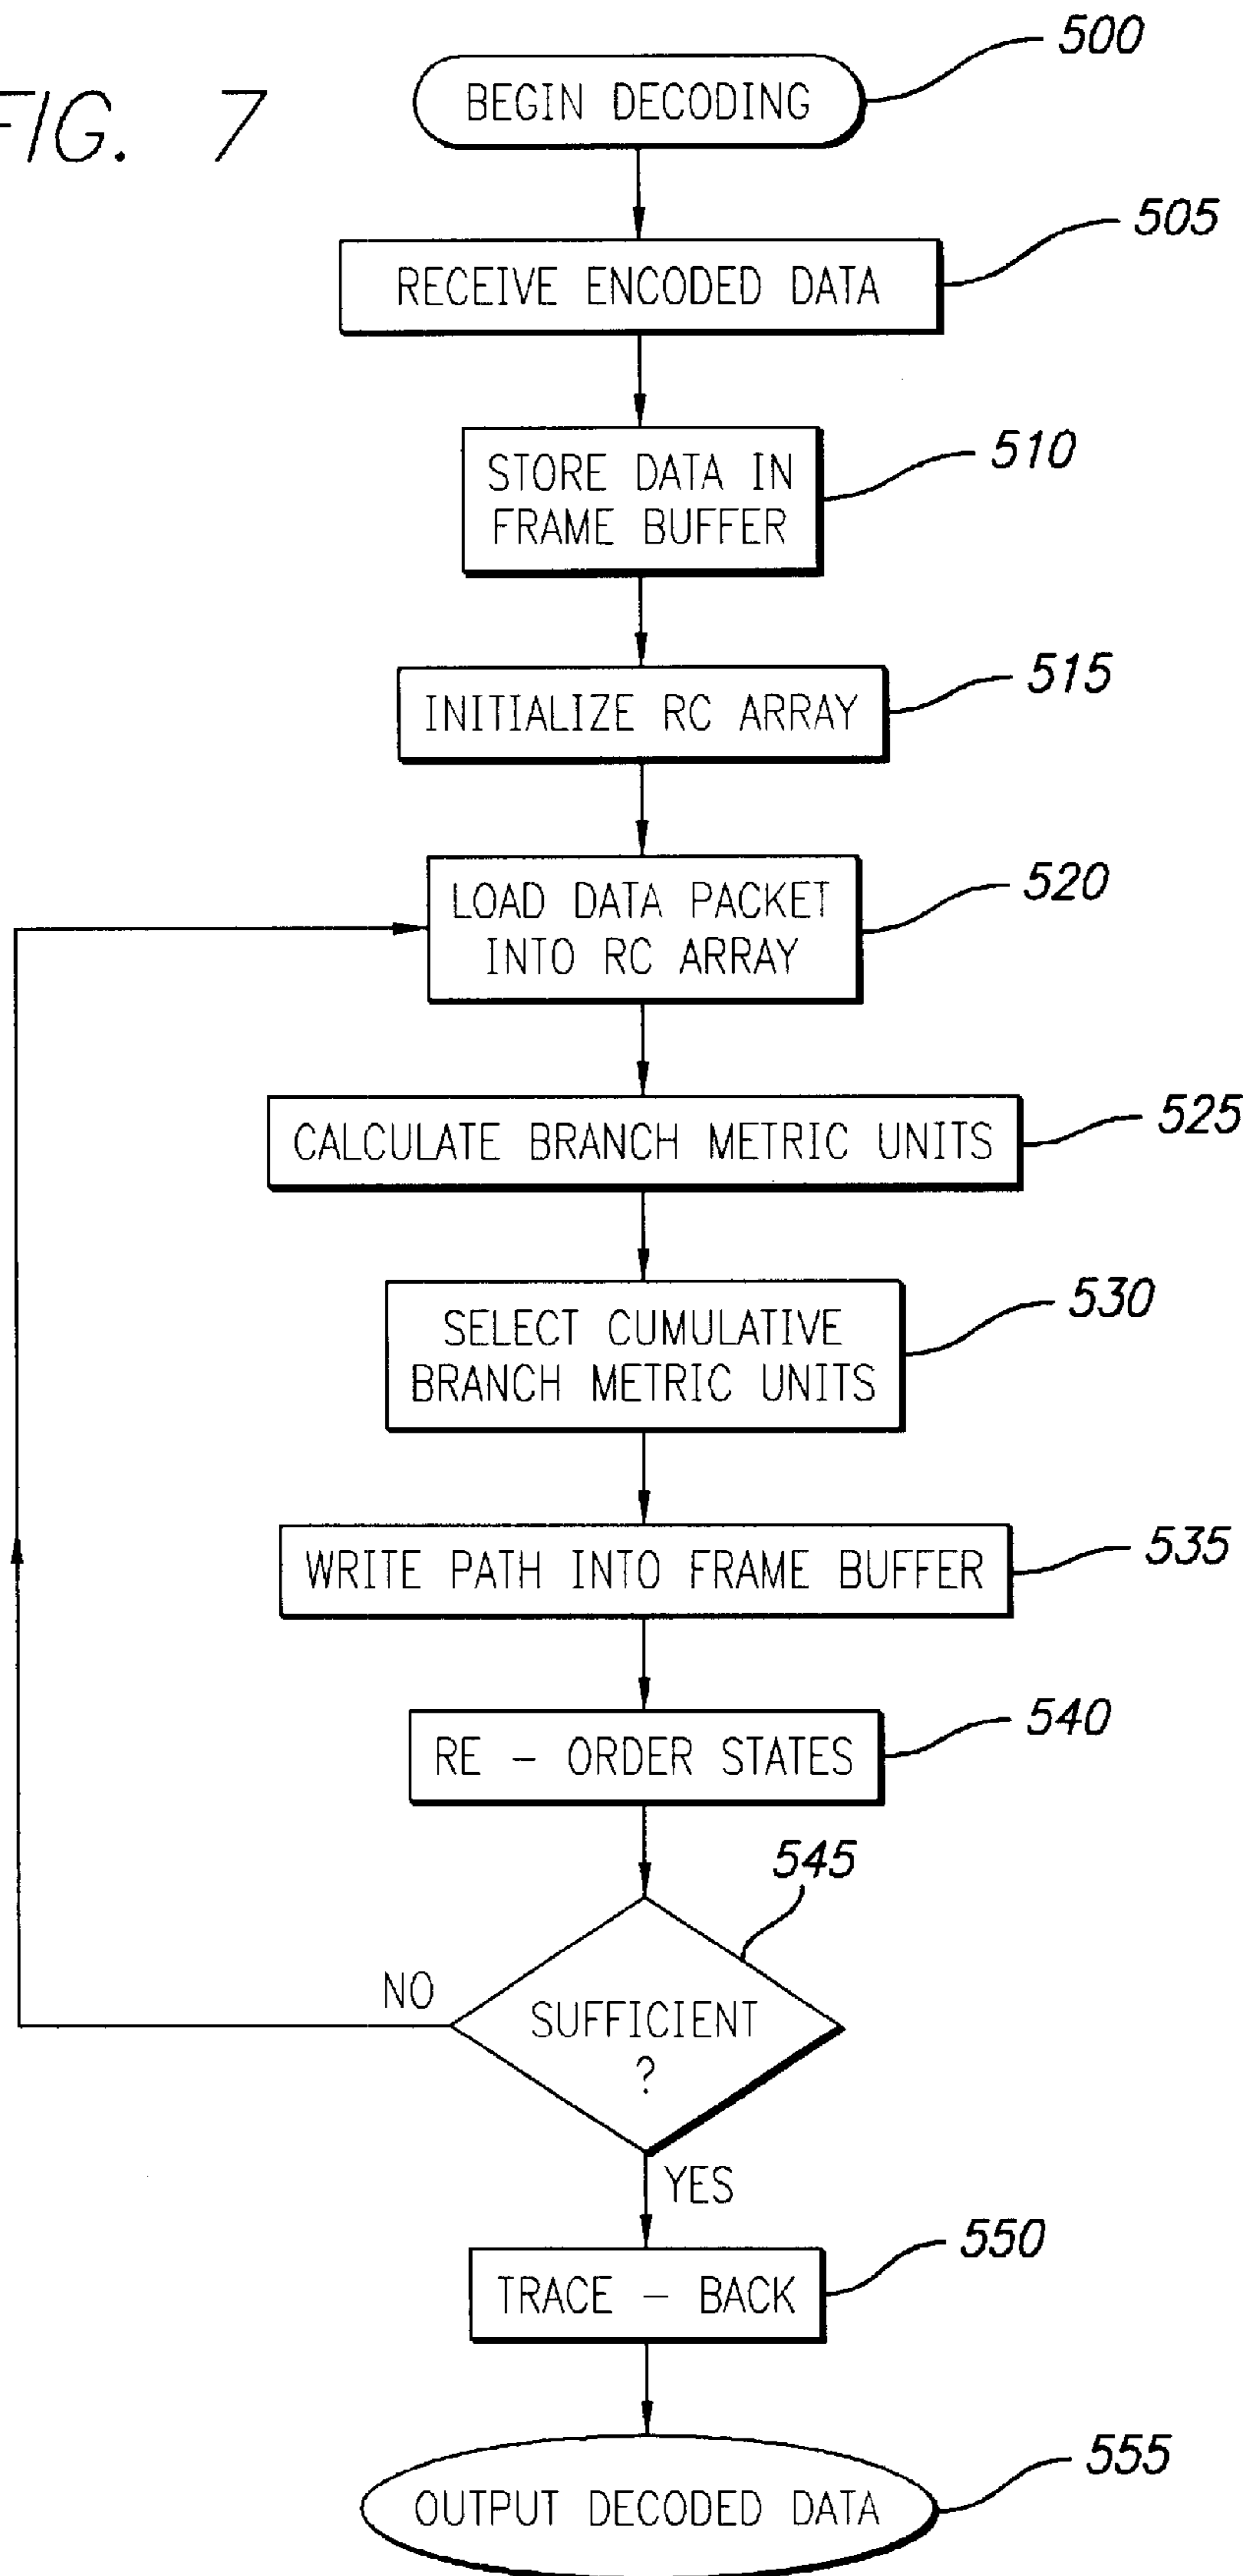 FIG. 7
500
BEGIN DECODING
505
RECEIVE ENCODED DATA
510
STORE DATA IN
FRAME BUFFER
515
INITIALIZE RC ARRAY
520
LOAD DATA PACKET
INTO RC ARRAY
525
CALCULATE BRANCH METRIC UNITS
530
SELECT CUMULATIVE
BRANCH METRIC UNITS
535
WRITE PATH INTO FRAME BUFFER
540
RE - ORDER STATES
545
NO
SUFFICIENT
?
YES
550
TRACE - BACK
555
OUTPUT DECODED DATA